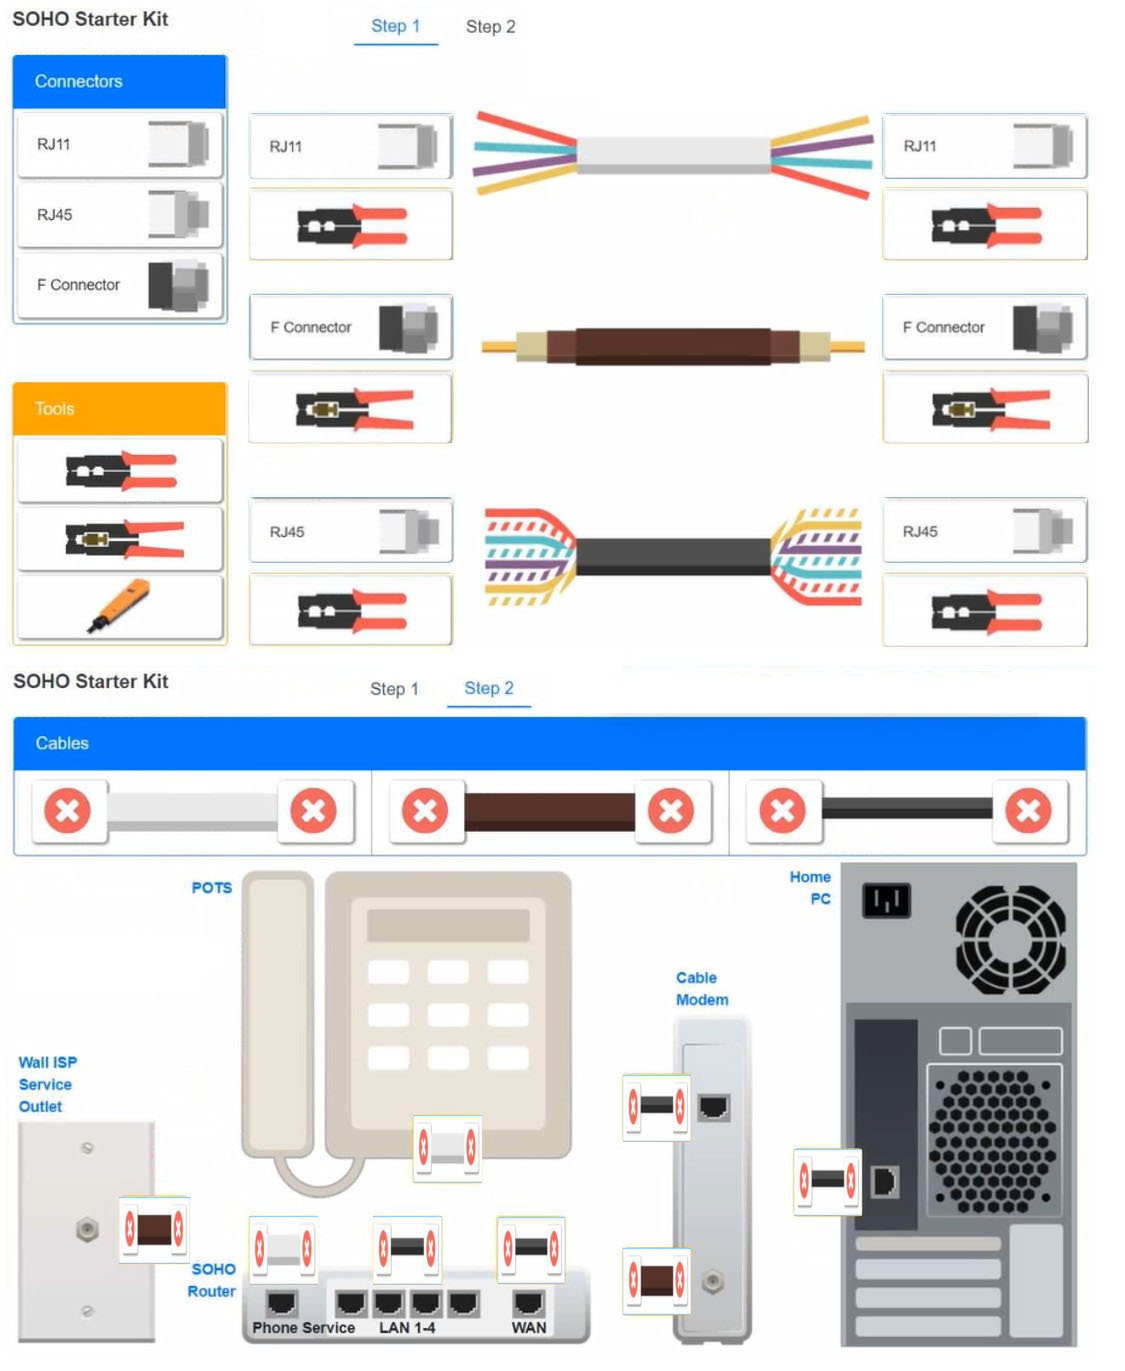 SOHO Starter Kit
Step 1
Step 2
Connectors
RJ11
RJ45
F Connector
Tools
RJ11
RJ11
F Connector
F Connector
RJ45
RJ45
SOHO Starter Kit
Step 1
Step 2
Cables
POTS
Home
PC
Cable
Modem
Wall ISP
Service
Outlet
SOHO
Router
Phone Service
LAN 1-4
WAN